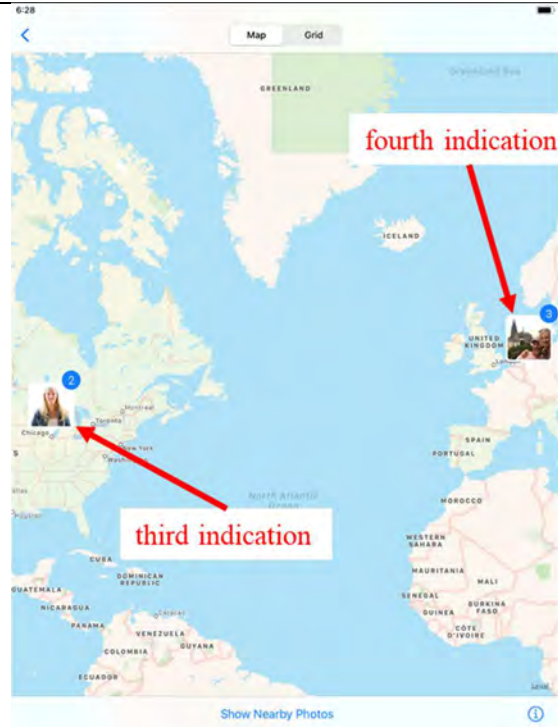 6:28
Map
Grid
Greenland Sea
GREENLAND
fourth indication
ICELAND
3
UNITED
KINGDOM
2
Montreal
Toronto
Chicago
New York
SPAIN
PORTUGAL
North Atlantic
Ocean
MOROCCO
third indication
WESTERN
SAHARA
CUBA
DOMINICAN
REPUBLIC
MAURITANIA
MALI
GUATEMALA
SENEGAL
BURKINA
FASO
NICARAGUA
GUINEA
Caracas
PANAMA
VENEZUELA
CÔTE
D'IVOIRE
GUYANA
COLOMBIA
ECUADOR
Legal
Show Nearby Photos